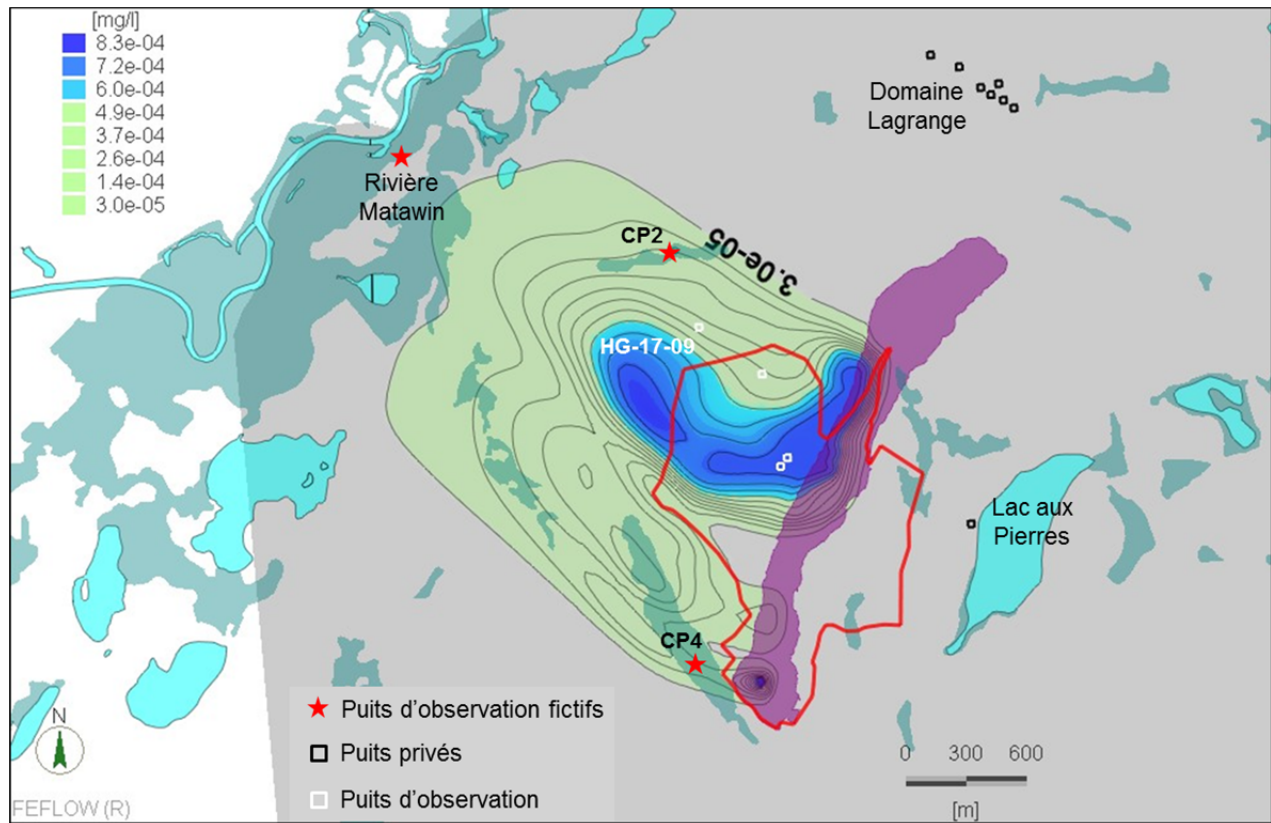 [mg/l]
8.3e-04
7.2e-04
6.0e-04
4.9e-04
3.7e-04
2.6e-04
1.4e-04
3.0e-05
Domaine
Lagrange
Rivière
Matawin
CP2
3.0e-05
HG-17-09
Lac aux
Pierres
CP4
Puits d'observation fictifs
Puits privés
Puits d'observation
N
FEFLOW (R)
0 300 600
[m]